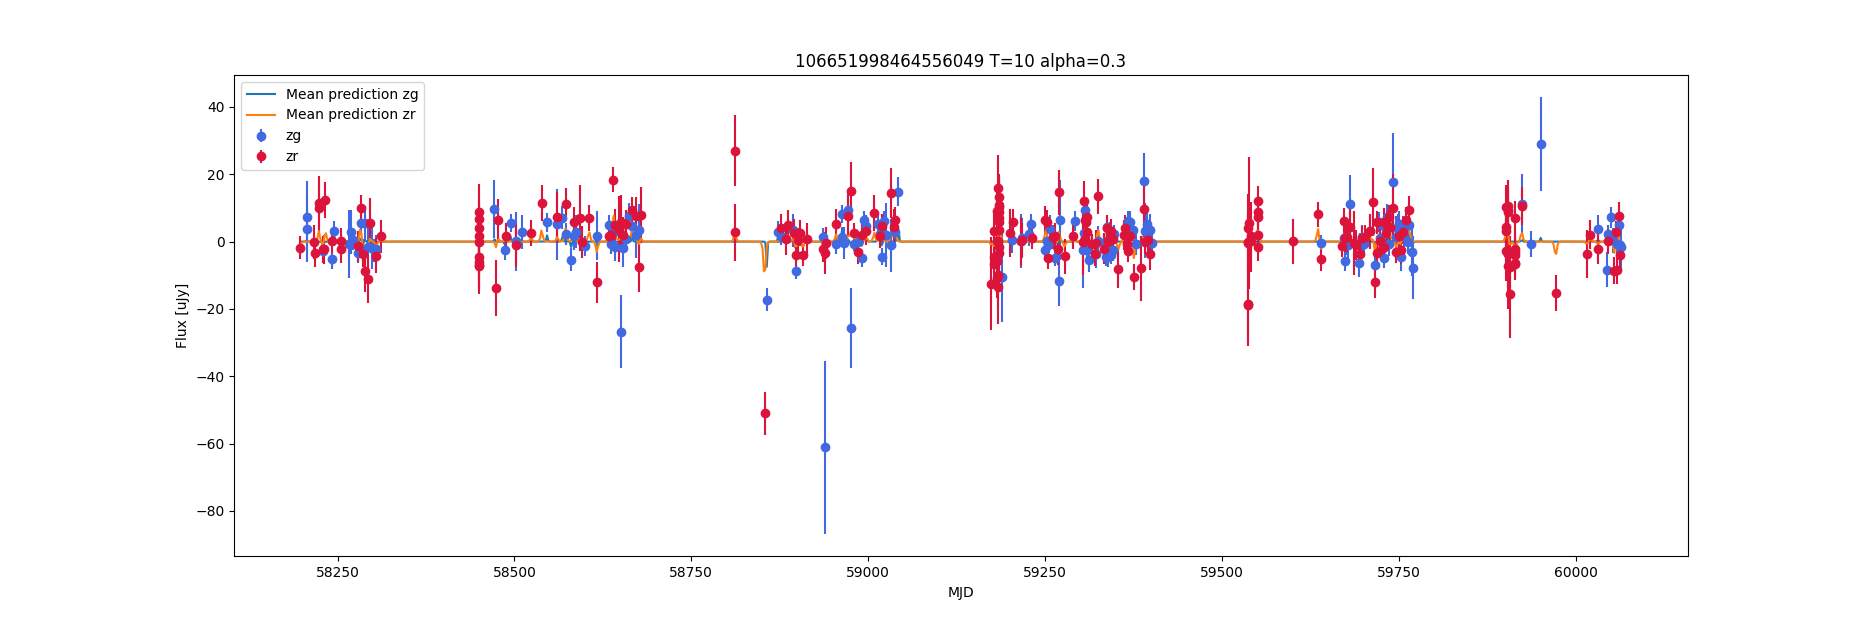 106651998464556049 T=10 alpha=0.3
Mean prediction zg
Mean prediction zr
zg
zr
40
20
0
−20
−40
−60
−80
Flux [uJy]
58250 58500 58750 59000 59250 59500 59750 60000
MJD